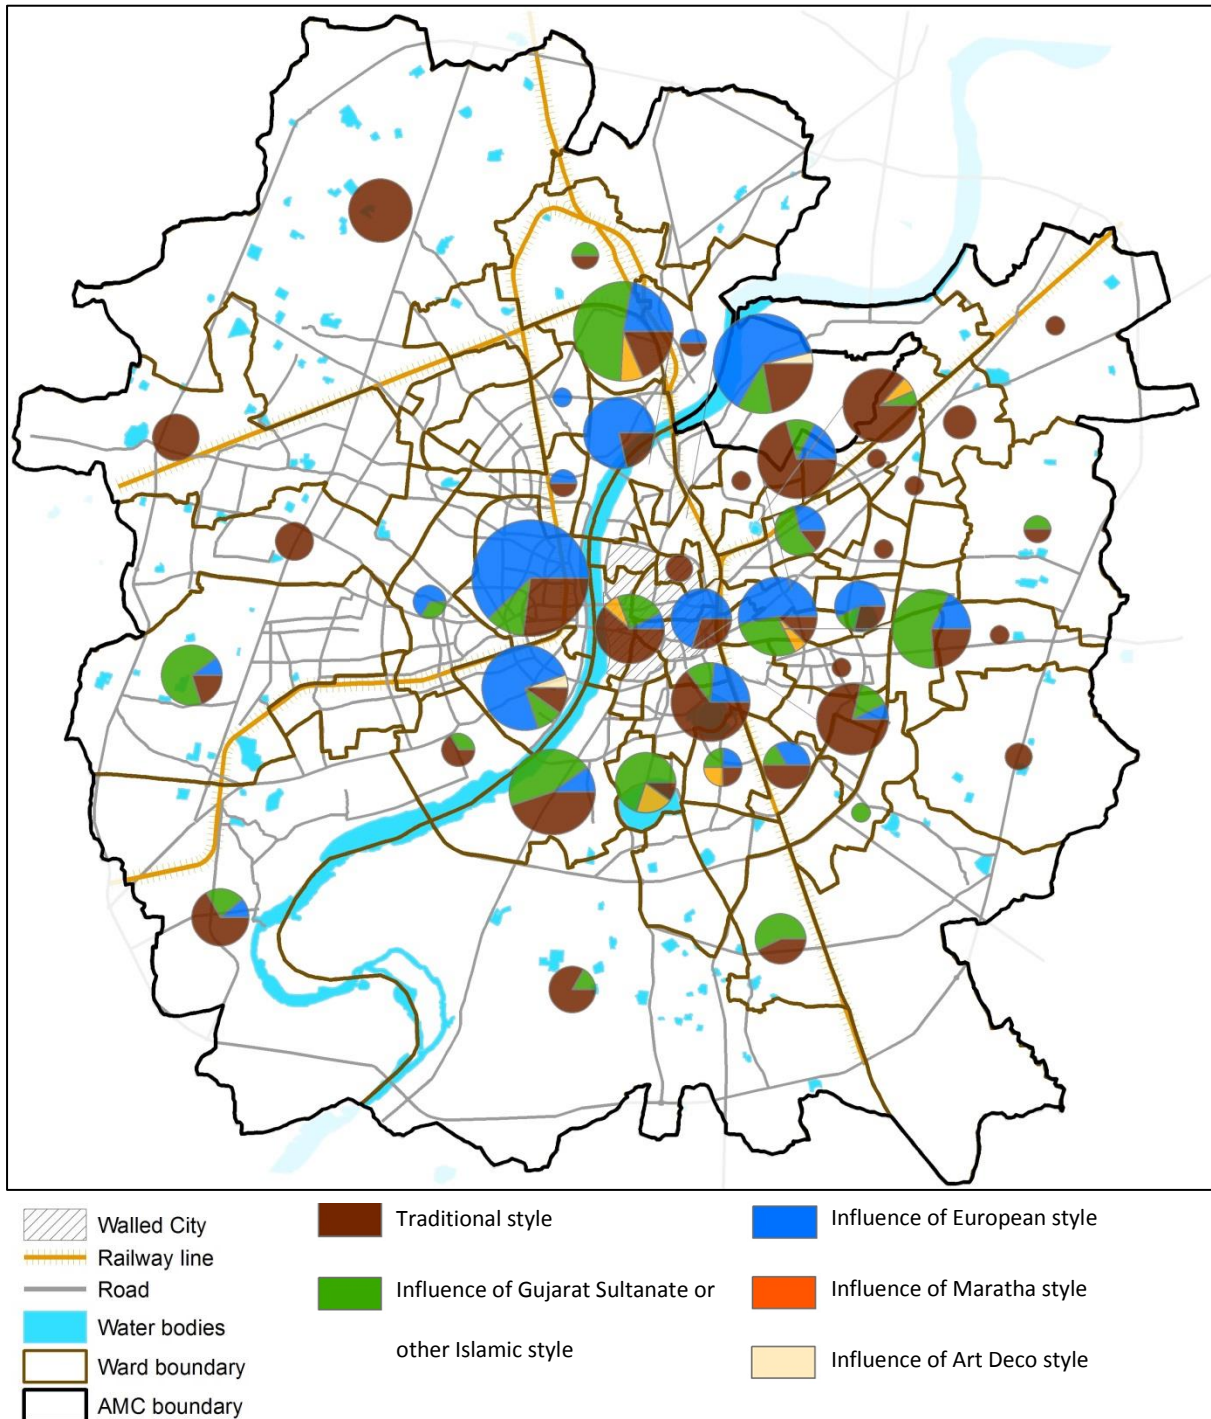 Walled City
Railway line
Road
Water bodies
Ward boundary
AMC boundary
Traditional style
Influence of Gujarat Sultanate or
other Islamic style
Influence of European style
Influence of Maratha style
Influence of Art Deco style